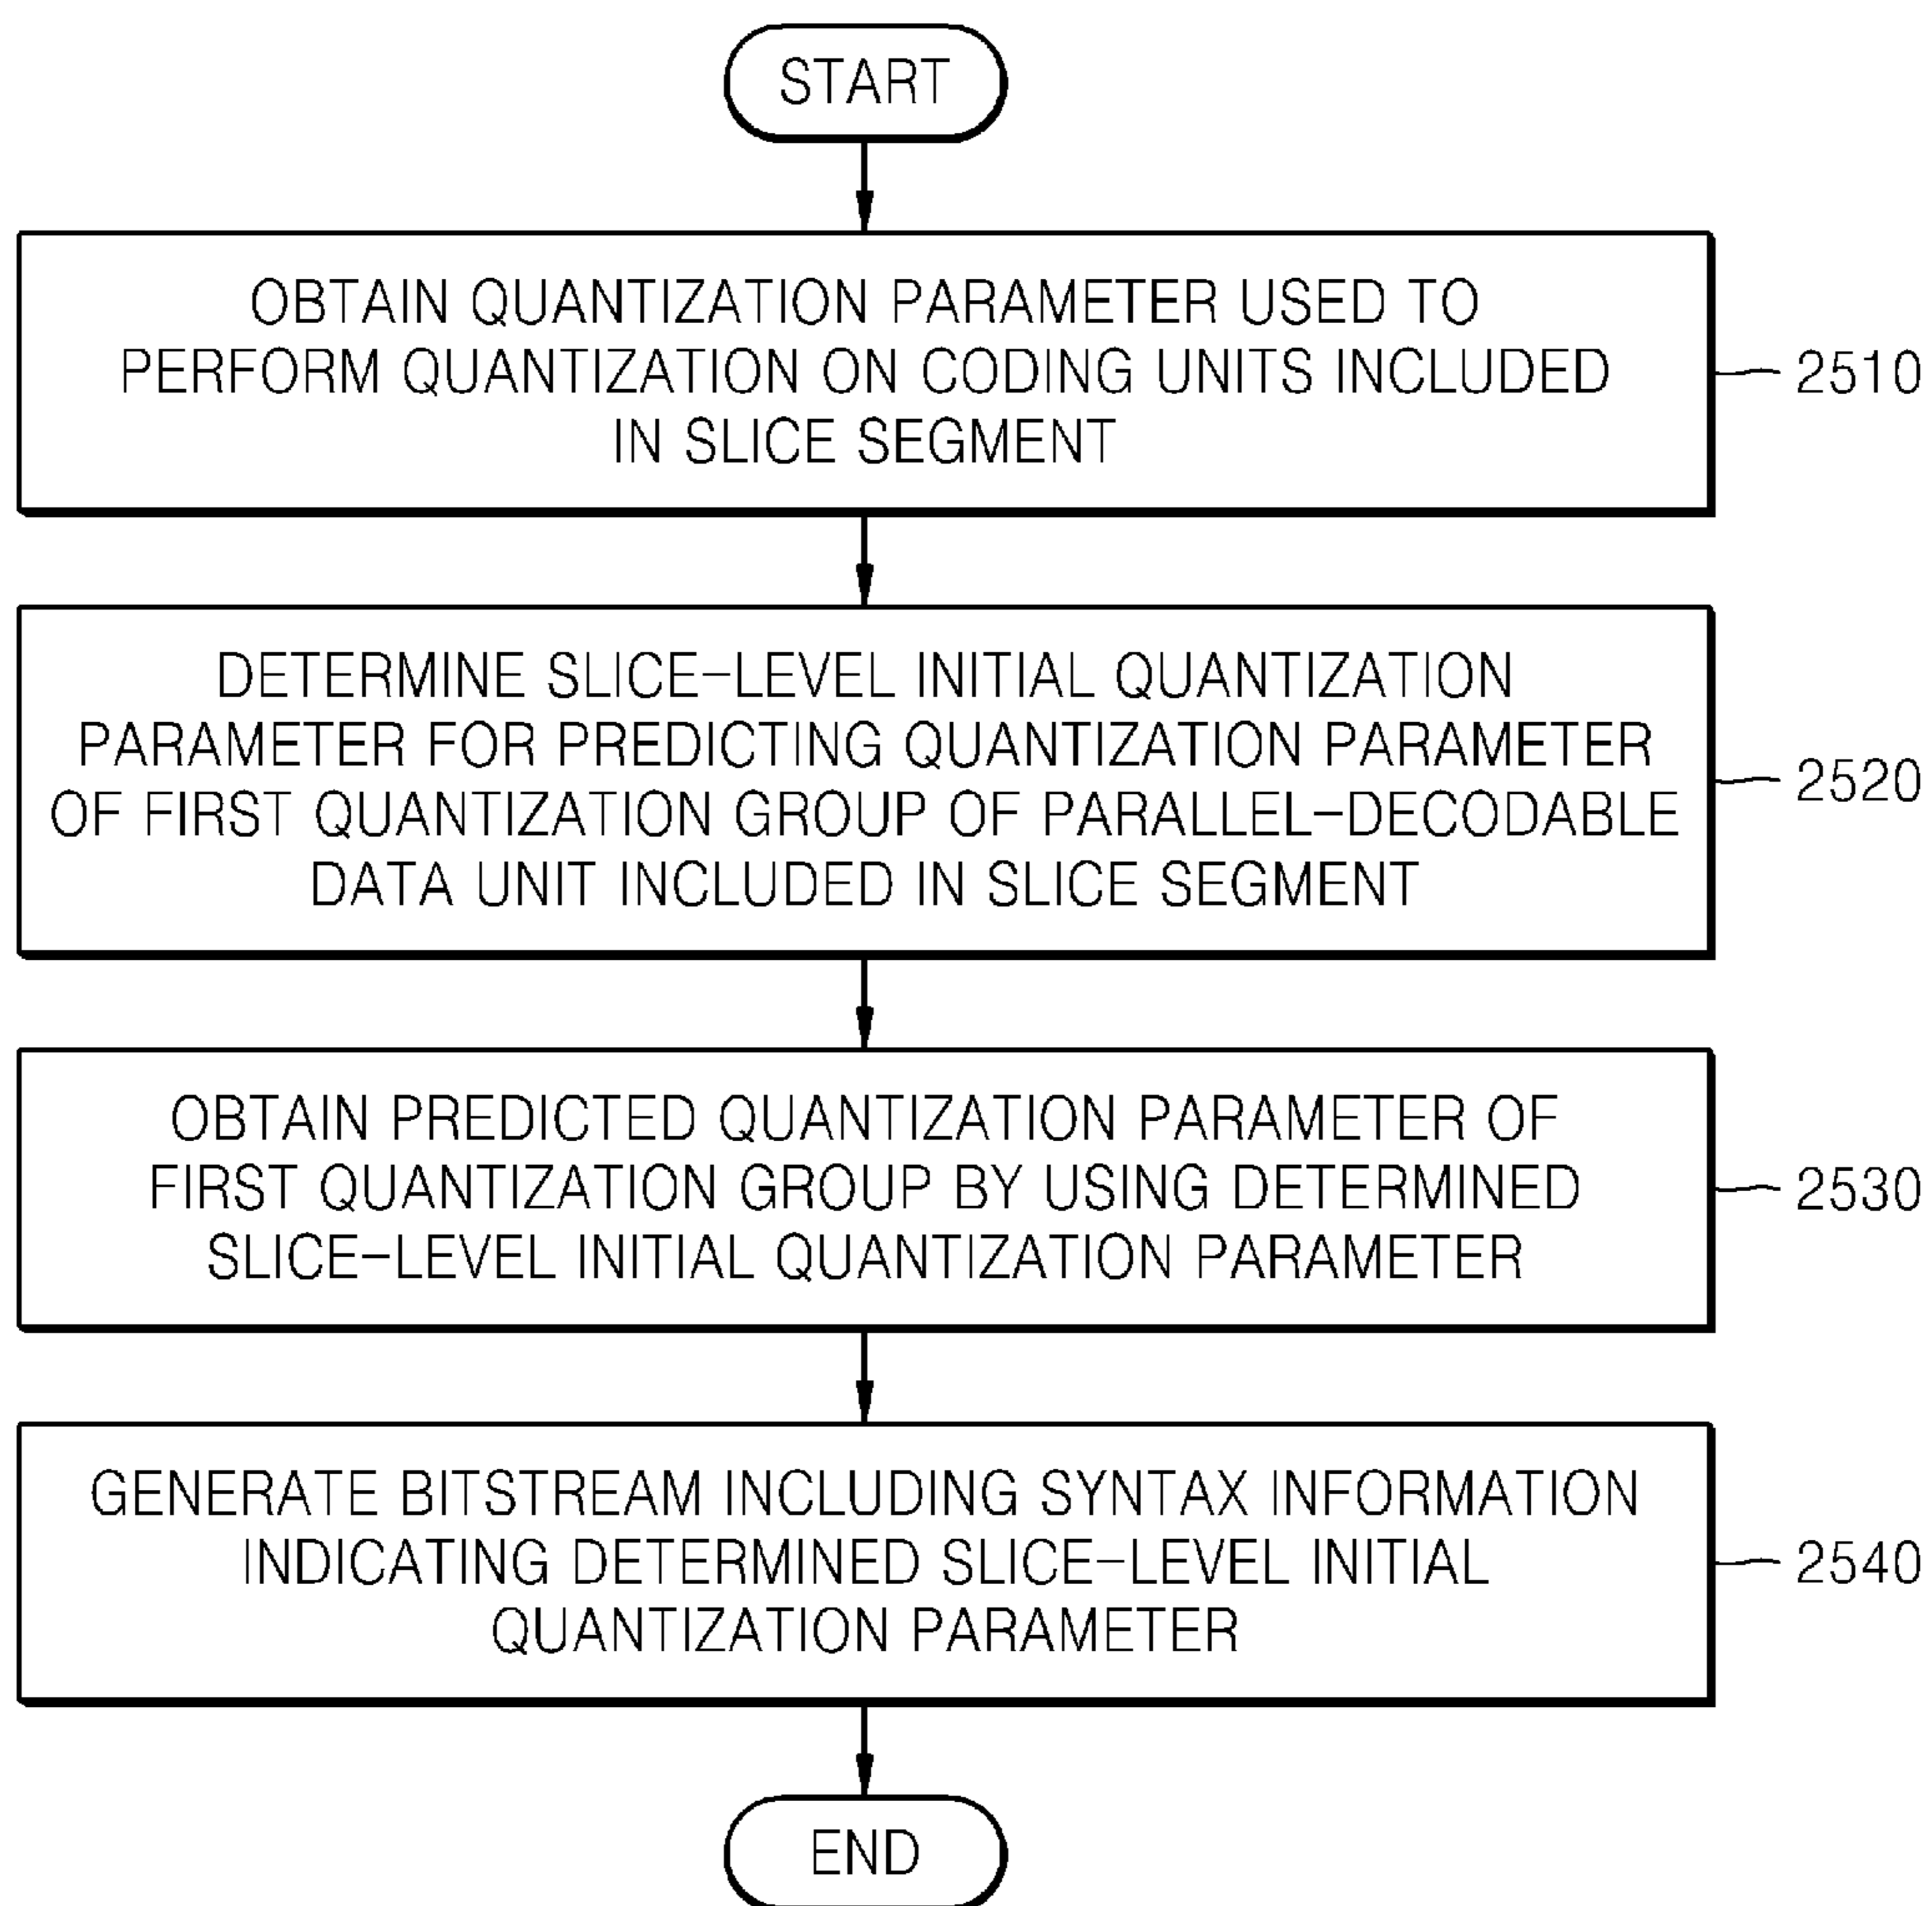 START
OBTAIN QUANTIZATION PARAMETER USED TO
PERFORM QUANTIZATION ON CODING UNITS INCLUDED
IN SLICE SEGMENT
2510
DETERMINE SLICE-LEVEL INITIAL QUANTIZATION
PARAMETER FOR PREDICTING QUANTIZATION PARAMETER
OF FIRST QUANTIZATION GROUP OF PARALLEL-DECODABLE
DATA UNIT INCLUDED IN SLICE SEGMENT
2520
OBTAIN PREDICTED QUANTIZATION PARAMETER OF
FIRST QUANTIZATION GROUP BY USING DETERMINED
SLICE-LEVEL INITIAL QUANTIZATION PARAMETER
2530
GENERATE BITSTREAM INCLUDING SYNTAX INFORMATION
INDICATING DETERMINED SLICE-LEVEL INITIAL
QUANTIZATION PARAMETER
2540
END